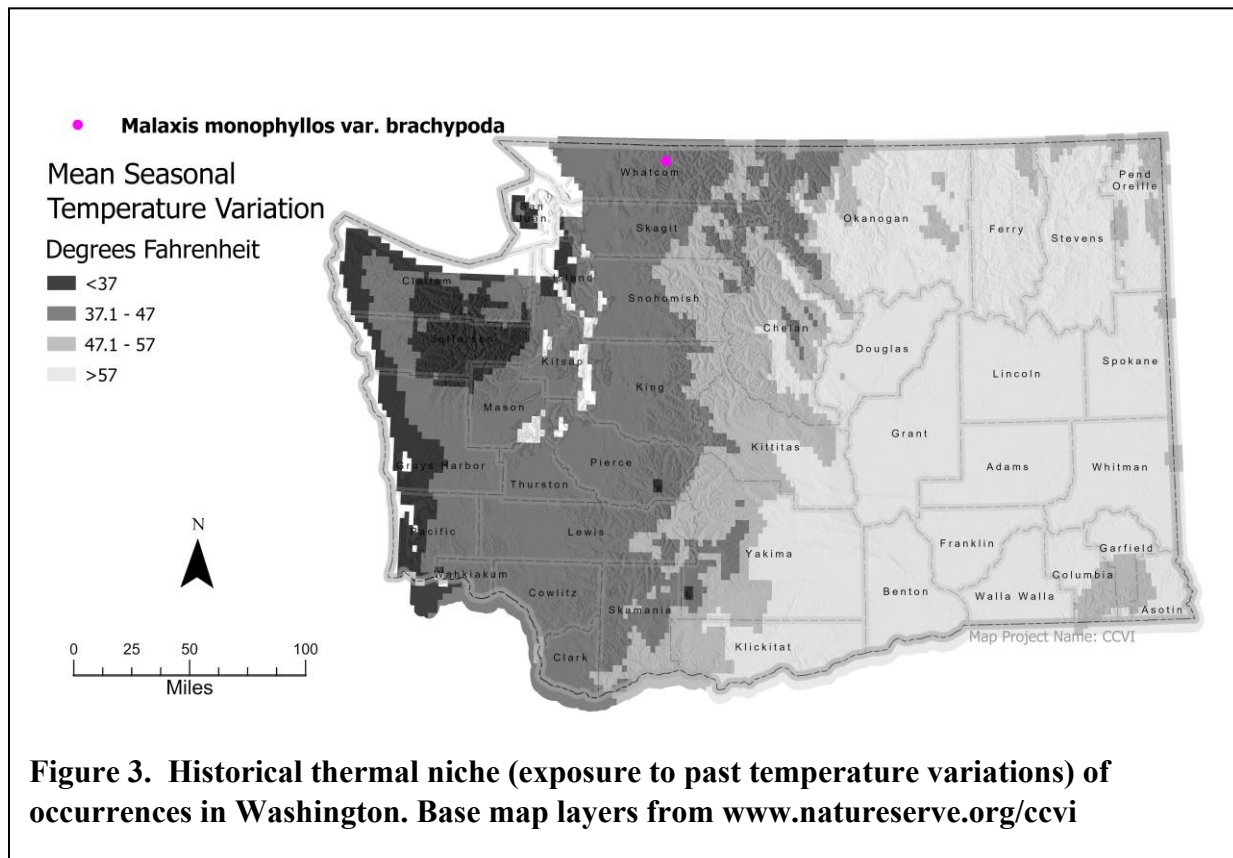 Malaxis monophyllos var. brachypoda
Mean Seasonal
Temperature Variation
Degrees Fahrenheit
<37
37.1 - 47
47.1 - 57
>57
Whatcom
Pend
Oreille
San
Juan
Okanogan
Ferry
Stevens
Skagit
Clallam
Island
Snohomish
Chelan
Jefferson
Kitsap
Douglas
Spokane
Lincoln
King
Mason
Grant
Kittitas
Grays Harbor
Pierce
Adams
Whitman
Thurston
Pacific
Lewis
Franklin
Garfield
Yakima
Columbia
Wahkiakum
Cowlitz
Benton
Walla Walla
Asotin
Skamania
Map Project Name: CCVI
Klickitat
Clark
N
0 25 50 100
Miles
Figure 3. Historical thermal niche (exposure to past temperature variations) of
occurrences in Washington. Base map layers from www.natureserve.org/ccvi